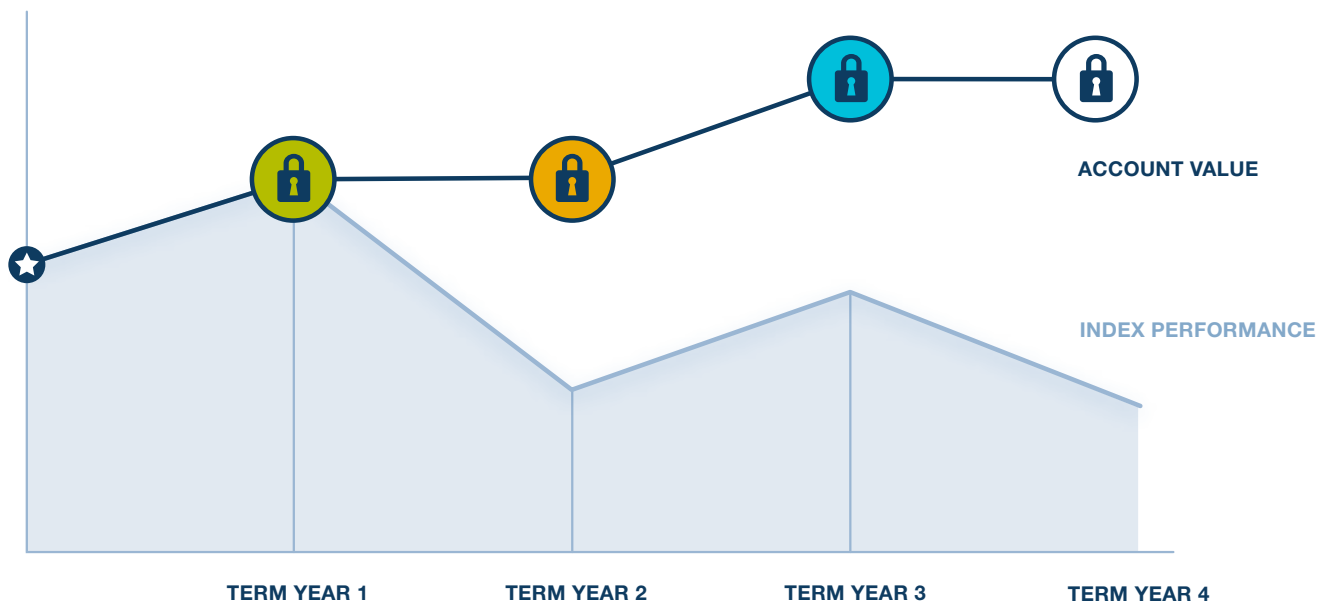 ACCOUNT VALUE
INDEX PERFORMANCE
TERM YEAR 1
TERM YEAR 2
TERM YEAR 3
TERM YEAR 4